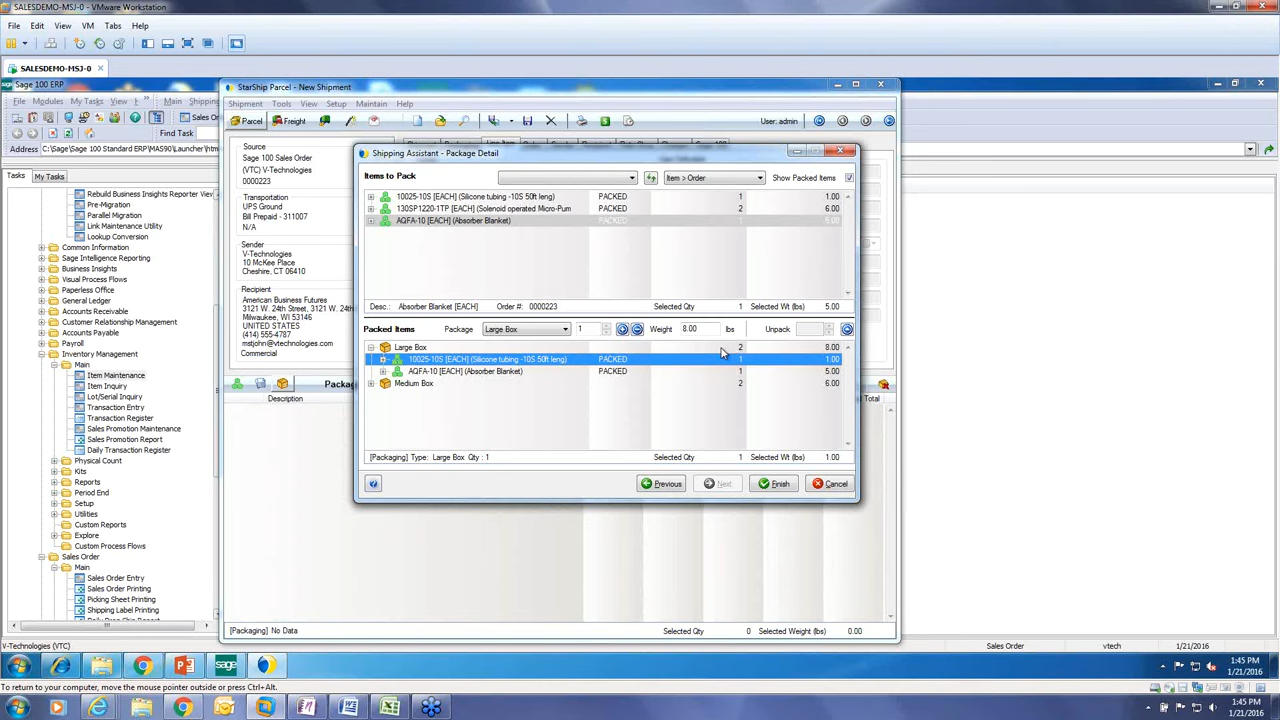 SALESDEMO-MSJ-0 - VMware Workstation
File Edit View VM Tabs Help
SALESDEMO-MSJ-0
Sage 100 ERP
File Modules My Tasks View Main Shipping
Find Task
Address C:\Sage\Sage 100 Standard ERP\MAS90\Launcher\htm
Tasks My Tasks
Rebuild Business Insights Reporter View
Pre-Migration
Parallel Migration
Link Maintenance Utility
Lookup Conversion
Common Information
Sage Intelligence Reporting
Business Insights
Visual Process Flows
Paperless Office
General Ledger
Accounts Receivable
Customer Relationship Management
Accounts Payable
Inventory Management
Main
Item Maintenance
Item Inquiry
Lot/Serial Inquiry
Transaction Entry
Transaction Register
Sales Promotion Maintenance
Sales Promotion Report
Daily Transaction Register
Physical Count
Kits
Reports
Period End
Setup
Utilities
Custom Reports
Explore
Custom Process Flows
Sales Order
Main
Sales Order Entry
Sales Order Printing
Shipping Label Printing
StarShip Parcel - New Shipment
Shipment Tools View Setup Maintain Help
Parcel Freight User: admin
Source
Sage 100 Sales Order
(VTC) V-Technologies
0000223
Transportation
UPS Ground
Bill Prepaid - 311007
N/A
Sender
V-Technologies
10 McKee Place
Cheshire, CT 06410
Recipient
American Business Futures
3121 W. 24th Street, 3121 W. 24th
Milwaukee, WI 53146
UNITED STATES
(414) 555-4787
mstjohn@vtechnologies.com
Commercial
Description
Total
[Packaging] No Data Selected Qty 0 Selected Weight (lbs) 0.00
Shipping Assistant - Package Detail
Items to Pack Item > Order Show Packed Items
10025-10S [EACH] (Silicone tubing -10S 50ft leng) PACKED 1 1.00
130SP1220-1TP [EACH] (Solenoid operated Micro-Pum PACKED 2 6.00
AQFA-10 [EACH] (Absorber Blanket) PACKED
Desc.: Absorber Blanket [EACH] Order #: 0000223 Selected Qty 1 Selected Wt (lbs) 5.00
Packed Items Package Large Box 1 Weight 8.00 lbs Unpack
Large Box 2 8.00
10025-10S [EACH] (Silicone tubing -10S 50ft leng) PACKED 1 1.00
AQFA-10 [EACH] (Absorber Blanket) PACKED 1 5.00
Medium Box 2 6.00
[Packaging] Type: Large Box Qty : 1 Selected Qty 1 Selected Wt (lbs) 1.00
Previous Next Finish Cancel
V-Technologies (VTC) Sales Order vtech 1/21/2016
1:45 PM
1/21/2016
To return to your computer, move the mouse pointer outside or press Ctrl+Alt.
1:45 PM
1/21/2016